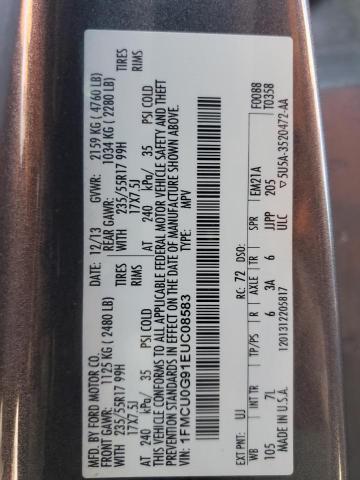 MFD. BY FORD MOTOR CO.
DATE: 12/13 GVWR: 2159 KG ( 4760 LB)
FRONT GAWR: 1125 KG ( 2480 LB) REAR GAWR: 1034 KG ( 2280 LB)
WITH 235/55R17 99H TIRES WITH 235/55R17 99H TIRES
17X7.5J RIMS 17X7.5J RIMS
AT 240 kPa/ 35 PSI COLD AT 240 kPa/ 35 PSI COLD
THIS VEHICLE CONFORMS TO ALL APPLICABLE FEDERAL MOTOR VEHICLE SAFETY AND THEFT
PREVENTION STANDARDS IN EFFECT ON THE DATE OF MANUFACTURE SHOWN ABOVE.
VIN: 1FMCU0G91EUC08583 TYPE: MPV
F0088
T0358
EXT PNT: UJ RC: 72 DSO:
WB INT TR TP/PS R AXLE TR SPR EM21A
105 7L 6 3A 6 JJPP 205
1201312205817 ULC 5U5A-3520472-AA
MADE IN U.S.A.